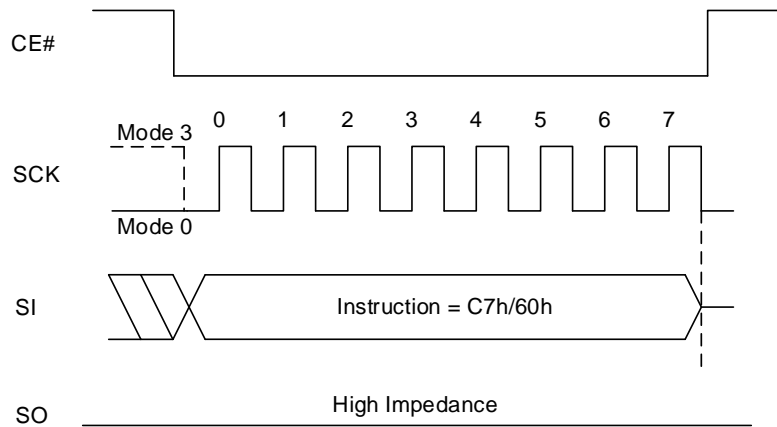 CE#
0 1 2 3 4 5 6 7
Mode 3
SCK
Mode 0
SI
Instruction = C7h/60h
High Impedance
SO